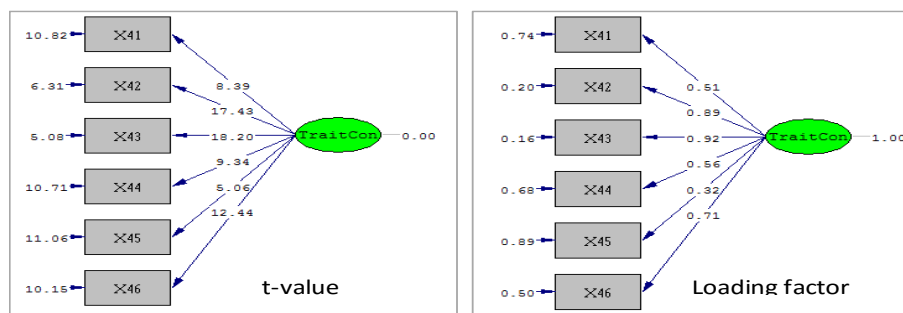 10.82 X41
8.39
6.31 X42
17.43
5.08 X43 18.20 TraitCon 0.00
9.34
10.71 X44
5.06
11.06 X45
12.44
10.15 X46
t-value
0.74 X41
0.51
0.20 X42
0.89
0.16 X43 0.92 TraitCon 1.00
0.56
0.68 X44
0.32
0.89 X45
0.71
0.50 X46
Loading factor